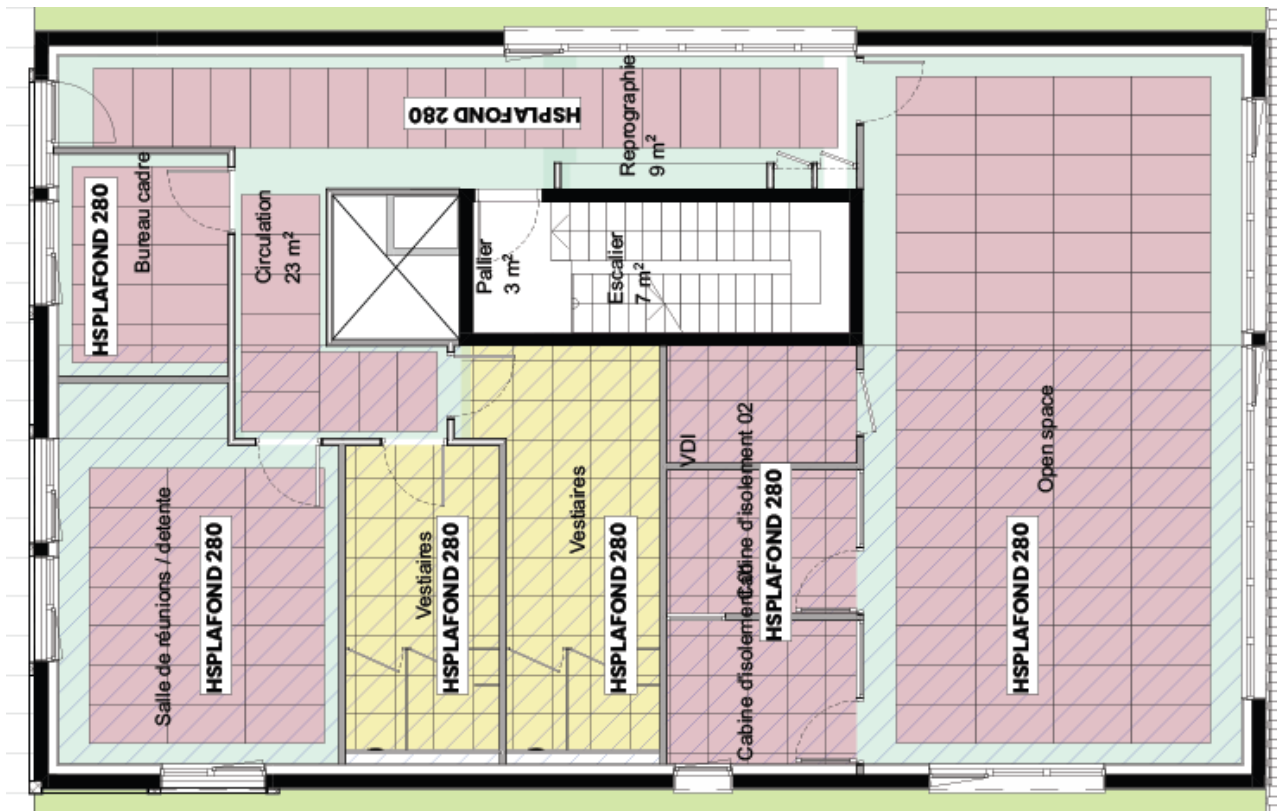 HSPLAFOND 280
Reprographie
9 m²
Bureau cadre
HSPLAFOND 280
Circulation
23 m²
Pallier
3 m²
Escalier
7 m²
Salle de réunions / detente
HSPLAFOND 280
Vestiaires
HSPLAFOND 280
Vestiaires
HSPLAFOND 280
VDI
Cabine d'isolement 02
HSPLAFOND 280
Cabine d'isolement
Open space
HSPLAFOND 280